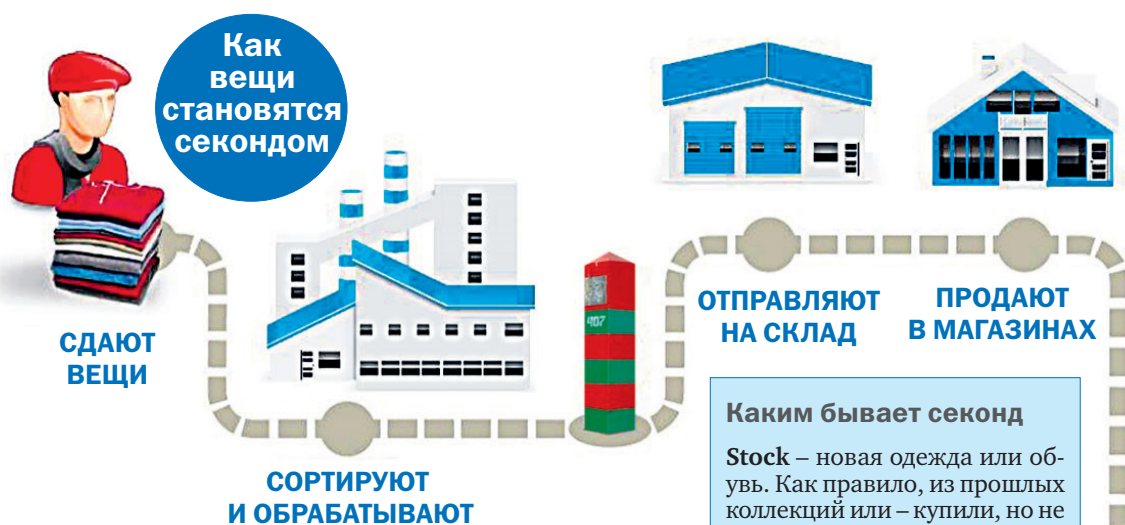 Как
вещи
становятся
секондом
СДАЮТ
ВЕЩИ
СОРТИРУЮТ
И ОБРАБАТЫВАЮТ
407
ОТПРАВЛЯЮТ
НА СКЛАД
ПРОДАЮТ
В МАГАЗИНАХ
Каким бывает секонд
Stock – новая одежда или об-
увь. Как правило, из прошлых
коллекций или – купили, но не